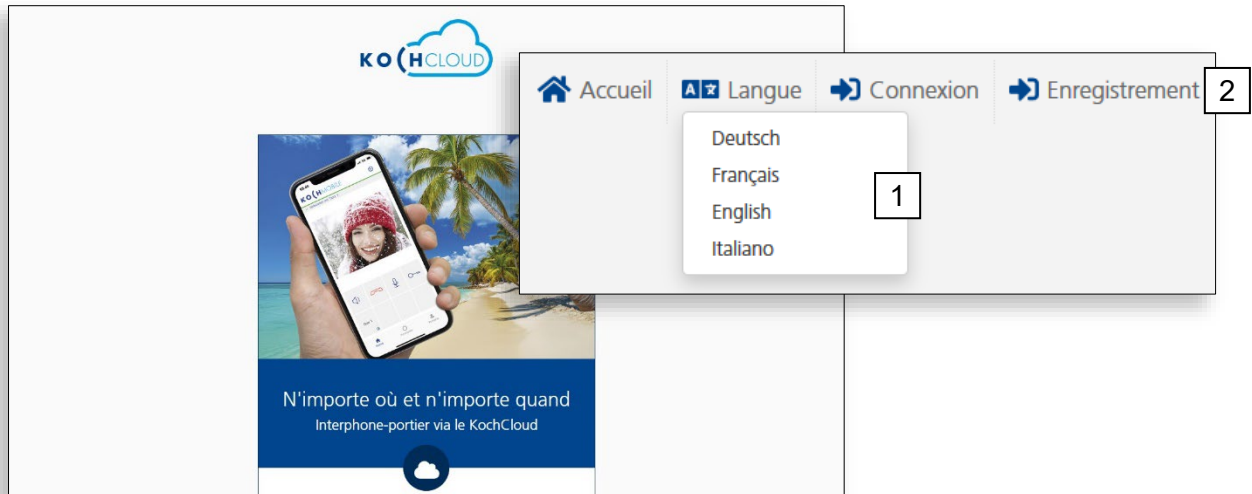 KOCHCLOUD
Accueil
Langue
Connexion
Enregistrement
2
Deutsch
Français
English
Italiano
1
KOCHMOBILE
N'importe où et n'importe quand
Interphone-portier via le KochCloud